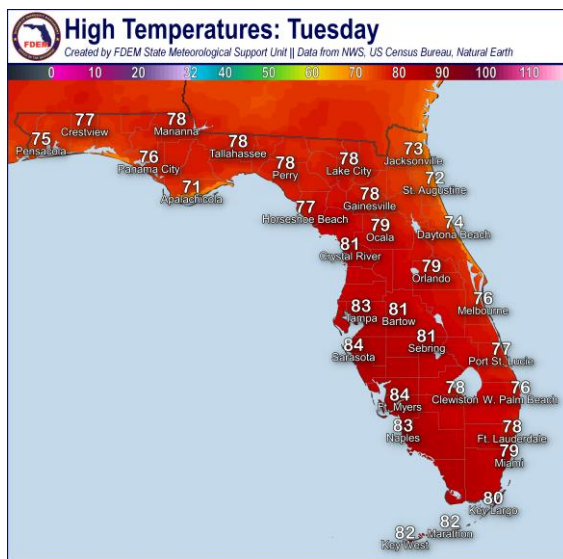 FDEM
High Temperatures: Tuesday
Created by FDEM State Meteorological Support Unit || Data from NWS, US Census Bureau, Natural Earth
0 10 20 32 40 50 60 70 80 90 100 110
77
Crestview
78
Marianna
75
Pensacola
76
Panama City
78
Tallahassee
71
Apalachicola
78
Perry
78
Lake City
73
Jacksonville
72
St. Augustine
78
Gainesville
77
Horseshoe Beach
79
Ocala
74
Daytona Beach
81
Crystal River
79
Orlando
76
Melbourne
83
Tampa
81
Bartow
84
Sarasota
81
Sebring
77
Port St. Lucie
84
Ft. Myers
78
Clewiston
76
W. Palm Beach
83
Naples
78
Ft. Lauderdale
79
Miami
80
Key Largo
82
Marathon
82
Key West